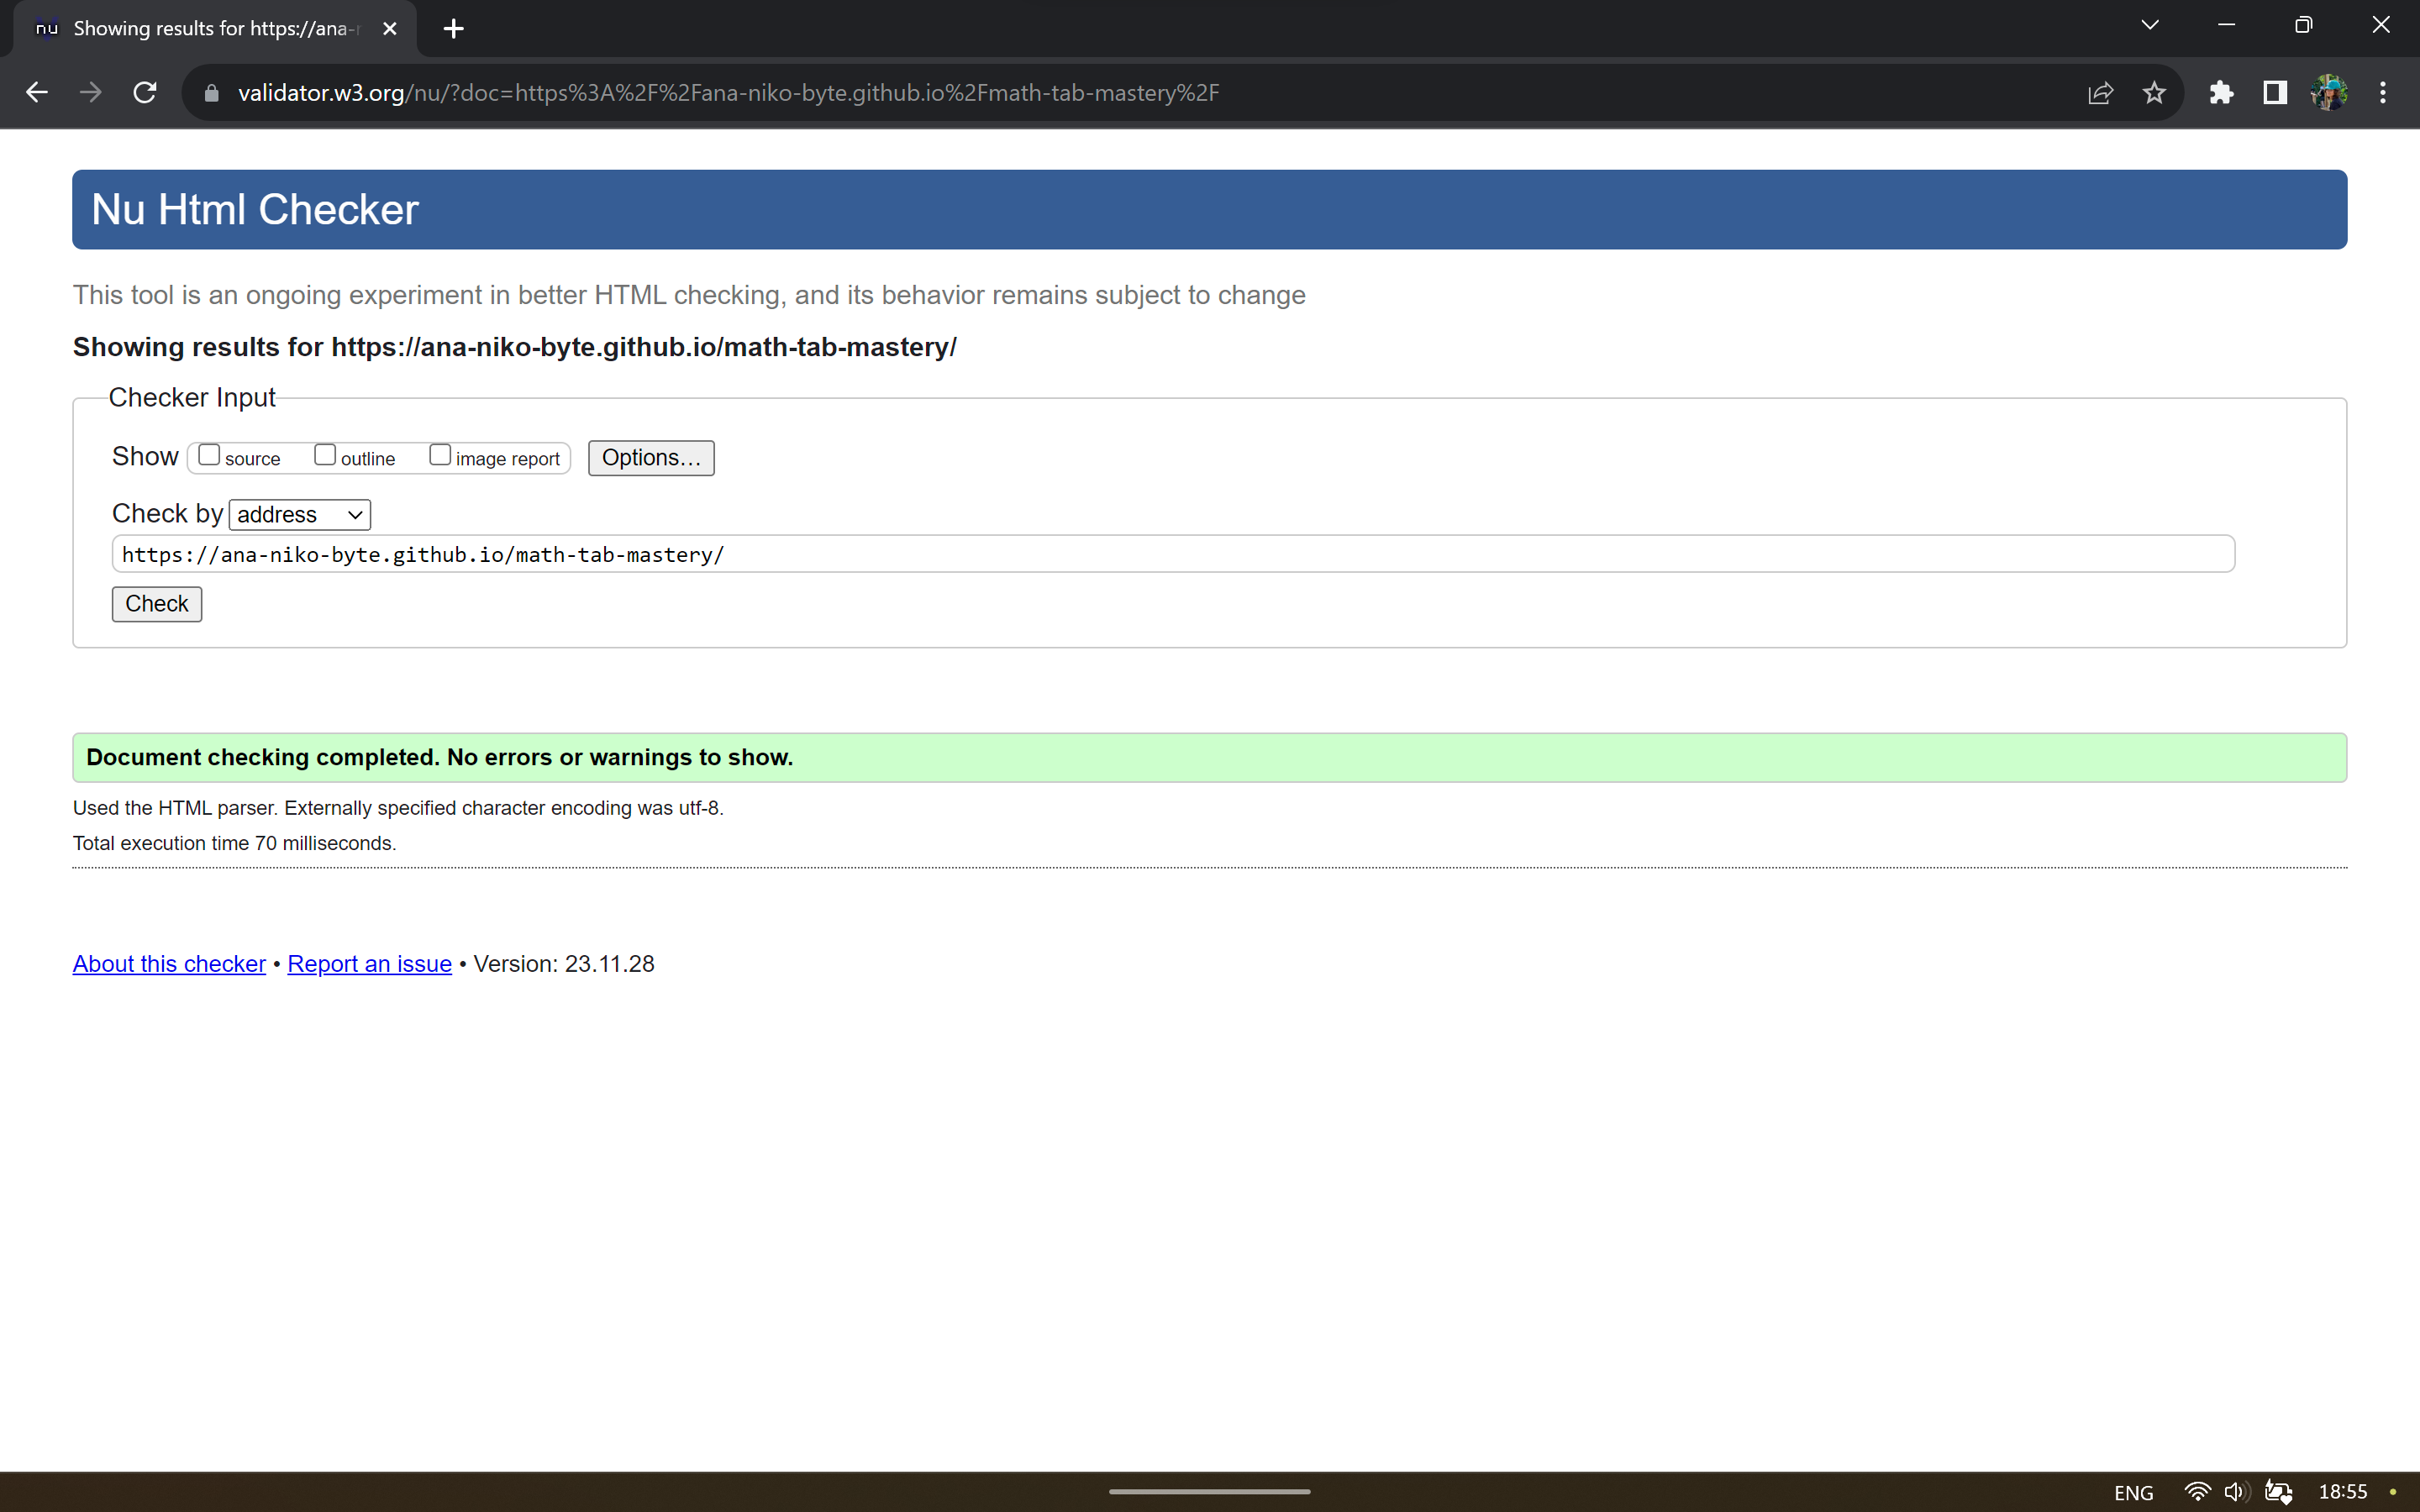 nu Showing results for https://ana-
validator.w3.org/nu/?doc=https%3A%2F%2Fana-niko-byte.github.io%2Fmath-tab-mastery%2F
Nu Html Checker
This tool is an ongoing experiment in better HTML checking, and its behavior remains subject to change
Showing results for https://ana-niko-byte.github.io/math-tab-mastery/
Checker Input
Show source outline image report Options...
Check by address
https://ana-niko-byte.github.io/math-tab-mastery/
Check
Document checking completed. No errors or warnings to show.
Used the HTML parser. Externally specified character encoding was utf-8.
Total execution time 70 milliseconds.
About this checker • Report an issue • Version: 23.11.28
ENG 18:55